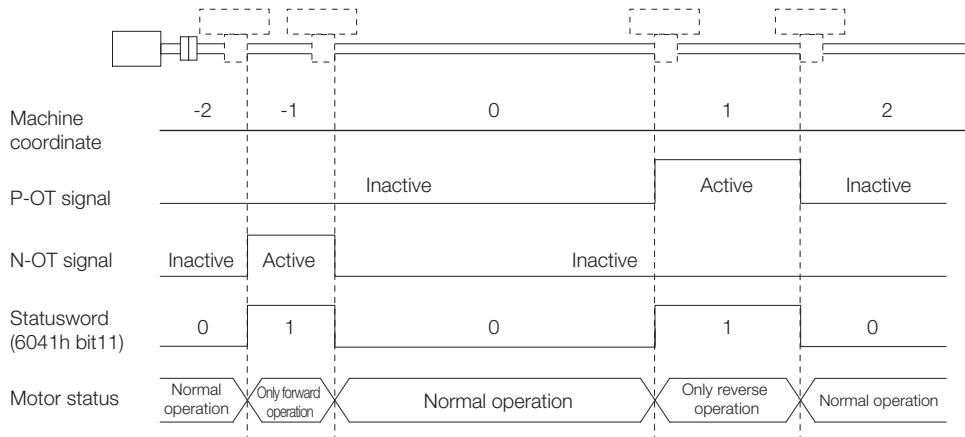 Machine
coordinate
-2 -1 0 1 2
P-OT signal
Inactive Active Inactive
N-OT signal
Inactive Active Inactive
Statusword
(6041h bit11)
0 1 0 1 0
Motor status
Normal
operation
Only forward
operation
Normal operation
Only reverse
operation
Normal operation